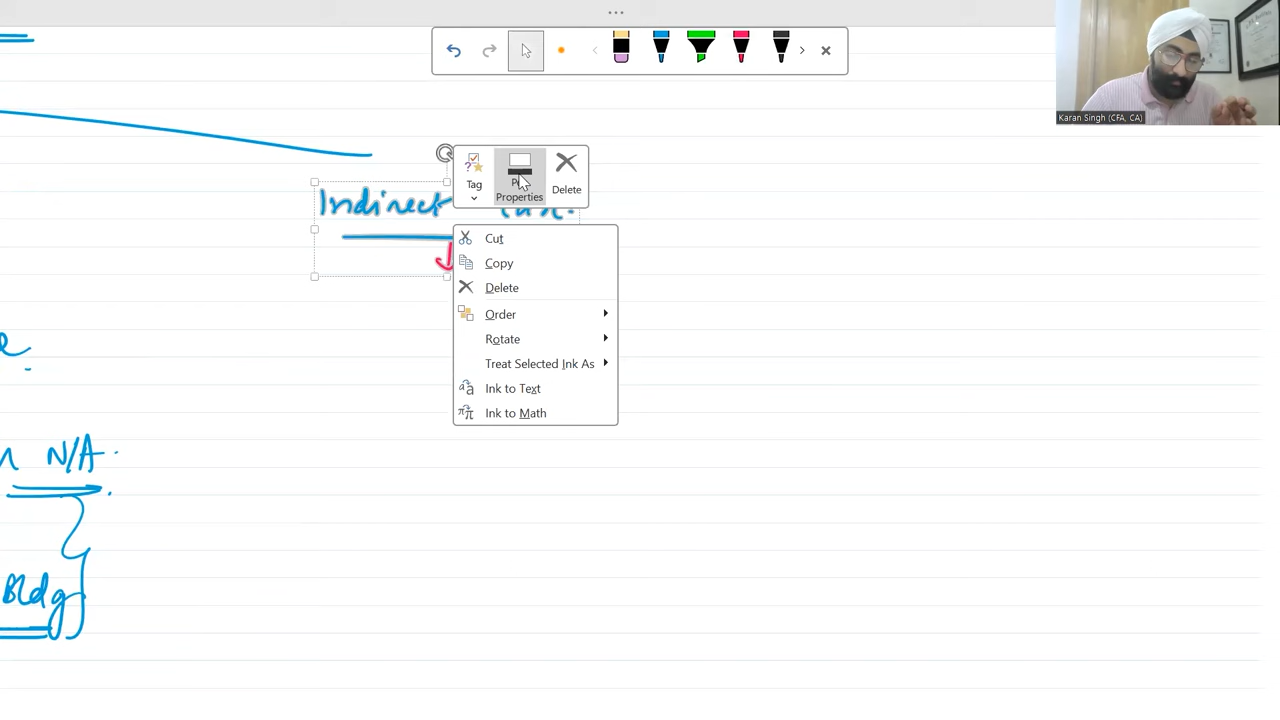 Karan Singh (CFA, CA)
Tag
Pen Properties
Delete
Indirect
Cut
Copy
Delete
Order
Rotate
Treat Selected Ink As
Ink to Text
Ink to Math
N/A.
Bldg